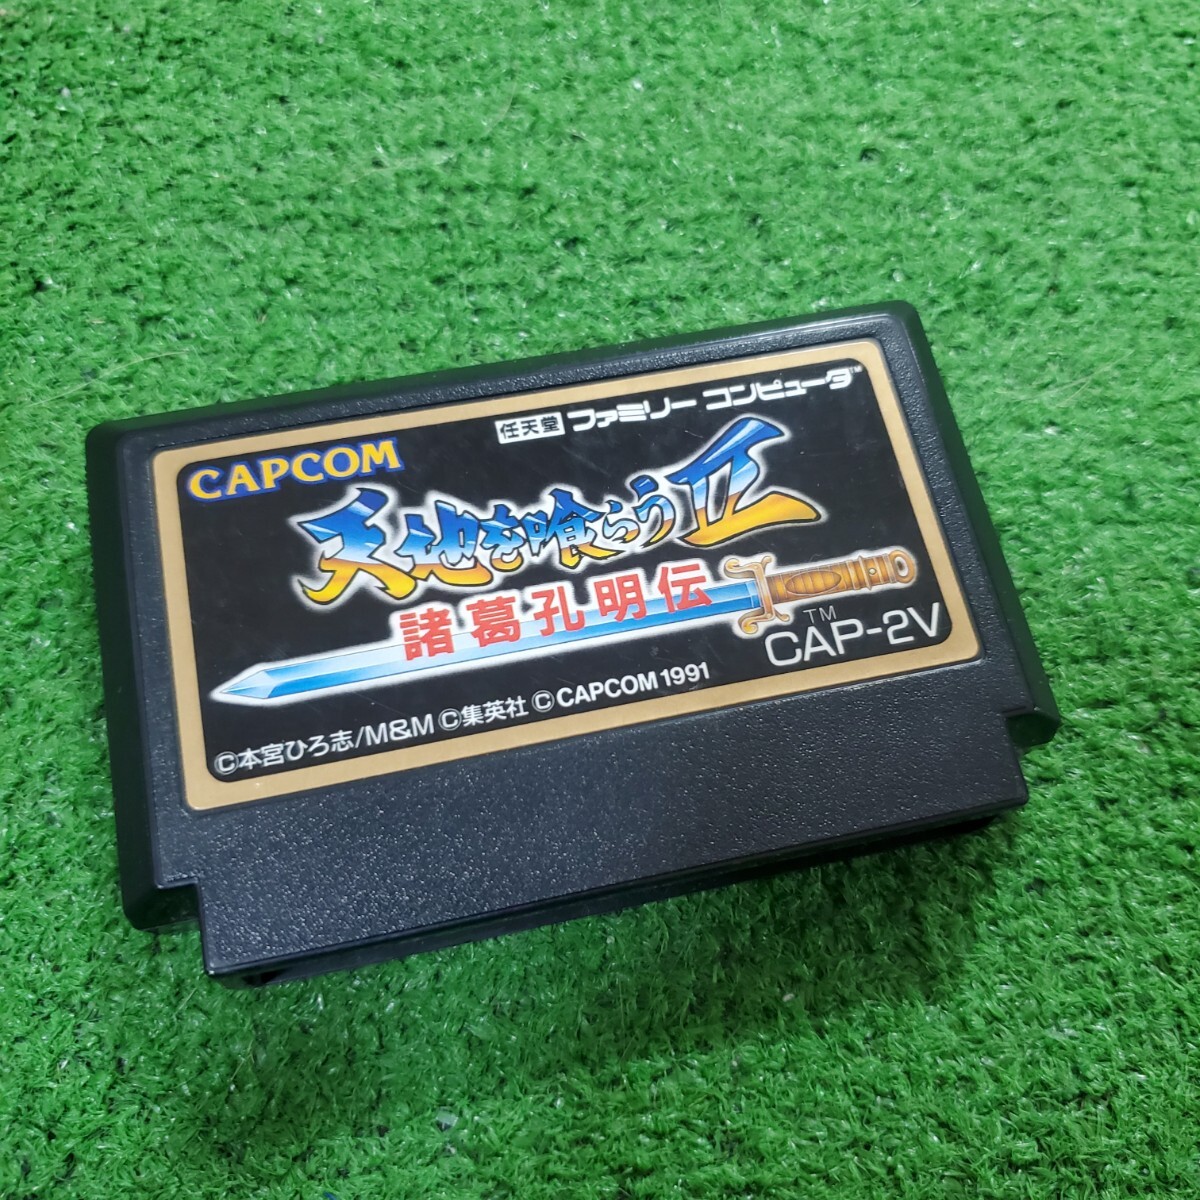 任天堂 ファミリー コンピュータ™
CAPCOM
天地を喰らうII
諸葛孔明伝
TM
CAP-2V
©本宮ひろ志/M&M ©集英社 ©CAPCOM 1991